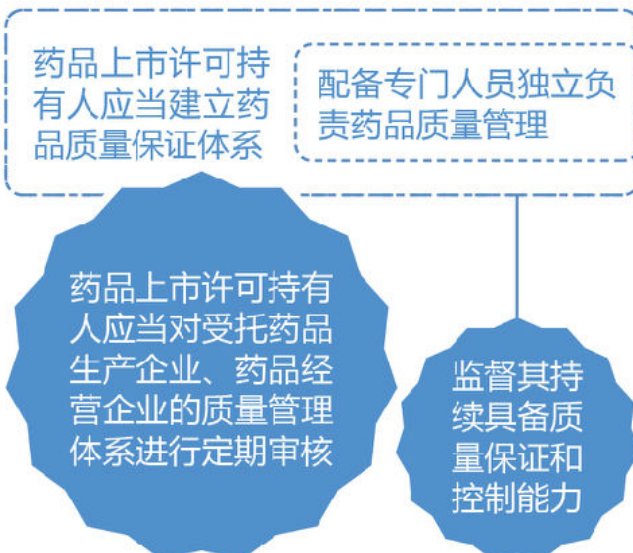 药品上市许可持
有人应当建立药
品质量保证体系
配备专门人员独立负
责药品质量管理
药品上市许可持有
人应当对受托药品
生产企业、药品经
营企业的质量管理
体系进行定期审核
监督其持
续具备质
量保证和
控制能力